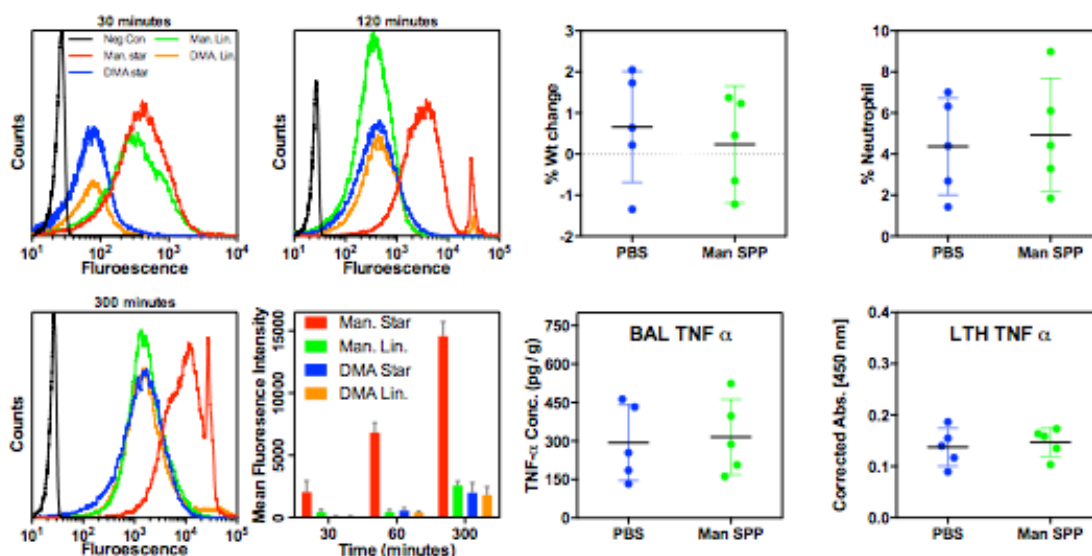 30 minutes
Neg Con
Man. Lin.
Man. star
DMA. Lin.
DMA star
Counts
10¹ 10² 10³ 10⁴
Fluroescence
120 minutes
Counts
10¹ 10² 10³ 10⁴ 10⁵
Fluroescence
% Wt change
3
2
1
0
-1
-2
PBS
Man SPP
% Neutrophil
10
8
6
4
2
0
PBS
Man SPP
300 minutes
Counts
10¹ 10² 10³ 10⁴ 10⁵
Fluroescence
Mean Fluoresence Intensity
15000
10000
5000
0
Man. Star
Man. Lin.
DMA Star
DMA Lin.
30 60 300
Time (minutes)
BAL TNF α
TNF-α Conc. (pg / g)
750
600
450
300
150
0
PBS
Man SPP
LTH TNF α
Corrected Abs. [450 nm]
0.4
0.3
0.2
0.1
0.0
PBS
Man SPP